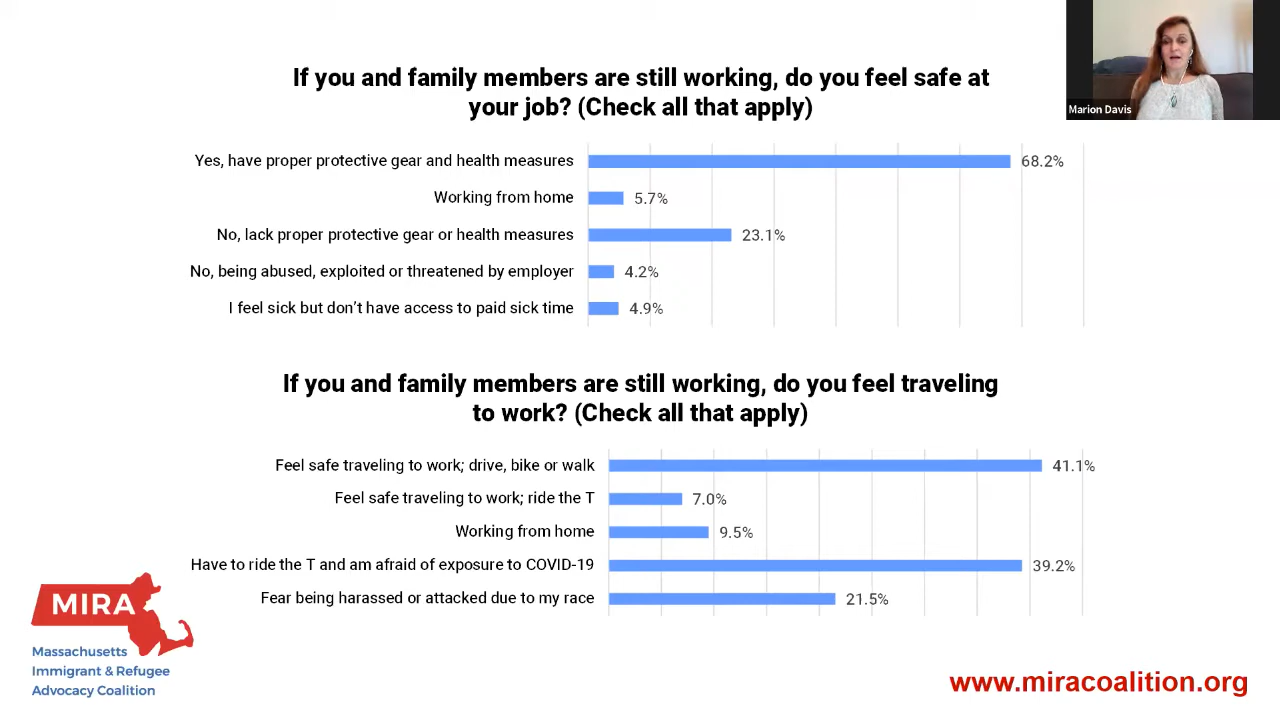 Marion Davis
If you and family members are still working, do you feel safe at
your job? (Check all that apply)
Yes, have proper protective gear and health measures 68.2%
Working from home 5.7%
No, lack proper protective gear or health measures 23.1%
No, being abused, exploited or threatened by employer 4.2%
I feel sick but don’t have access to paid sick time 4.9%
If you and family members are still working, do you feel traveling
to work? (Check all that apply)
Feel safe traveling to work; drive, bike or walk 41.1%
Feel safe traveling to work; ride the T 7.0%
Working from home 9.5%
Have to ride the T and am afraid of exposure to COVID-19 39.2%
Fear being harassed or attacked due to my race 21.5%
MIRA
Massachusetts
Immigrant & Refugee
Advocacy Coalition
www.miracoalition.org